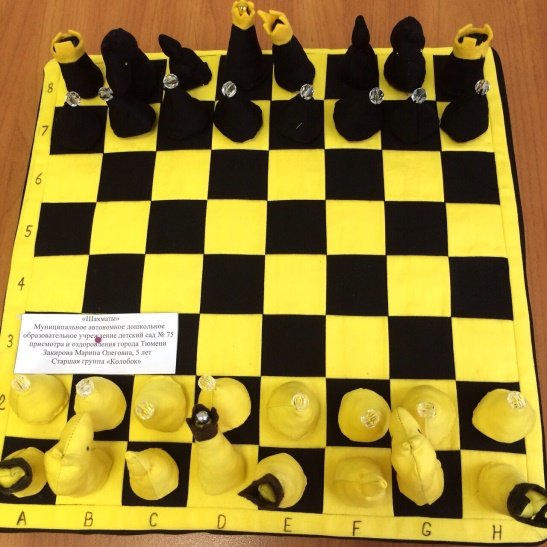 8
7
6
5
4
«Шахматы»
Муниципальное автономное дошкольное
образовательное учреждение детский сад № 75
присмотра и оздоровления города Тюмени
Закирова Марина Олеговна, 5 лет
Старшая группа «Колобок»
3
2
A B C D E F G H